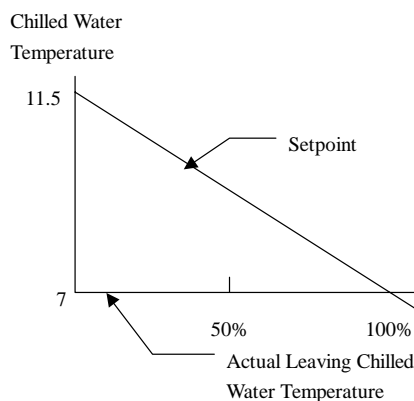 Chilled Water
Temperature
11.5
Setpoint
7
50%
100%
Actual Leaving Chilled
Water Temperature